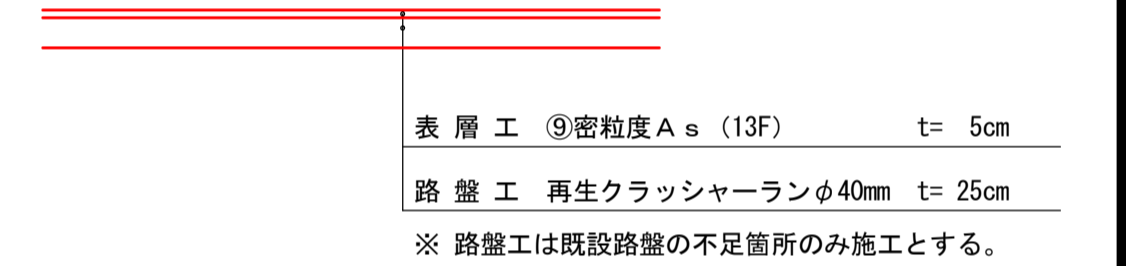 表 層 工　⑨密粒度Ａｓ（13F）　t=　5cm
路 盤 工　再生クラッシャーランφ40mm　t= 25cm
※ 路盤工は既設路盤の不足箇所のみ施工とする。